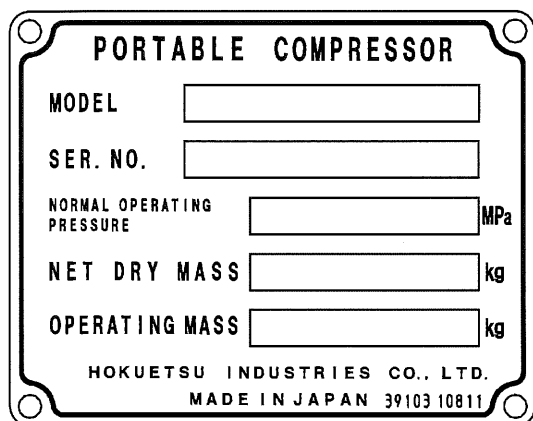 PORTABLE COMPRESSOR
MODEL
SER. NO.
NORMAL OPERATING
PRESSURE
MPa
NET DRY MASS
kg
OPERATING MASS
kg
HOKUETSU INDUSTRIES CO., LTD.
MADE IN JAPAN 39103 10811